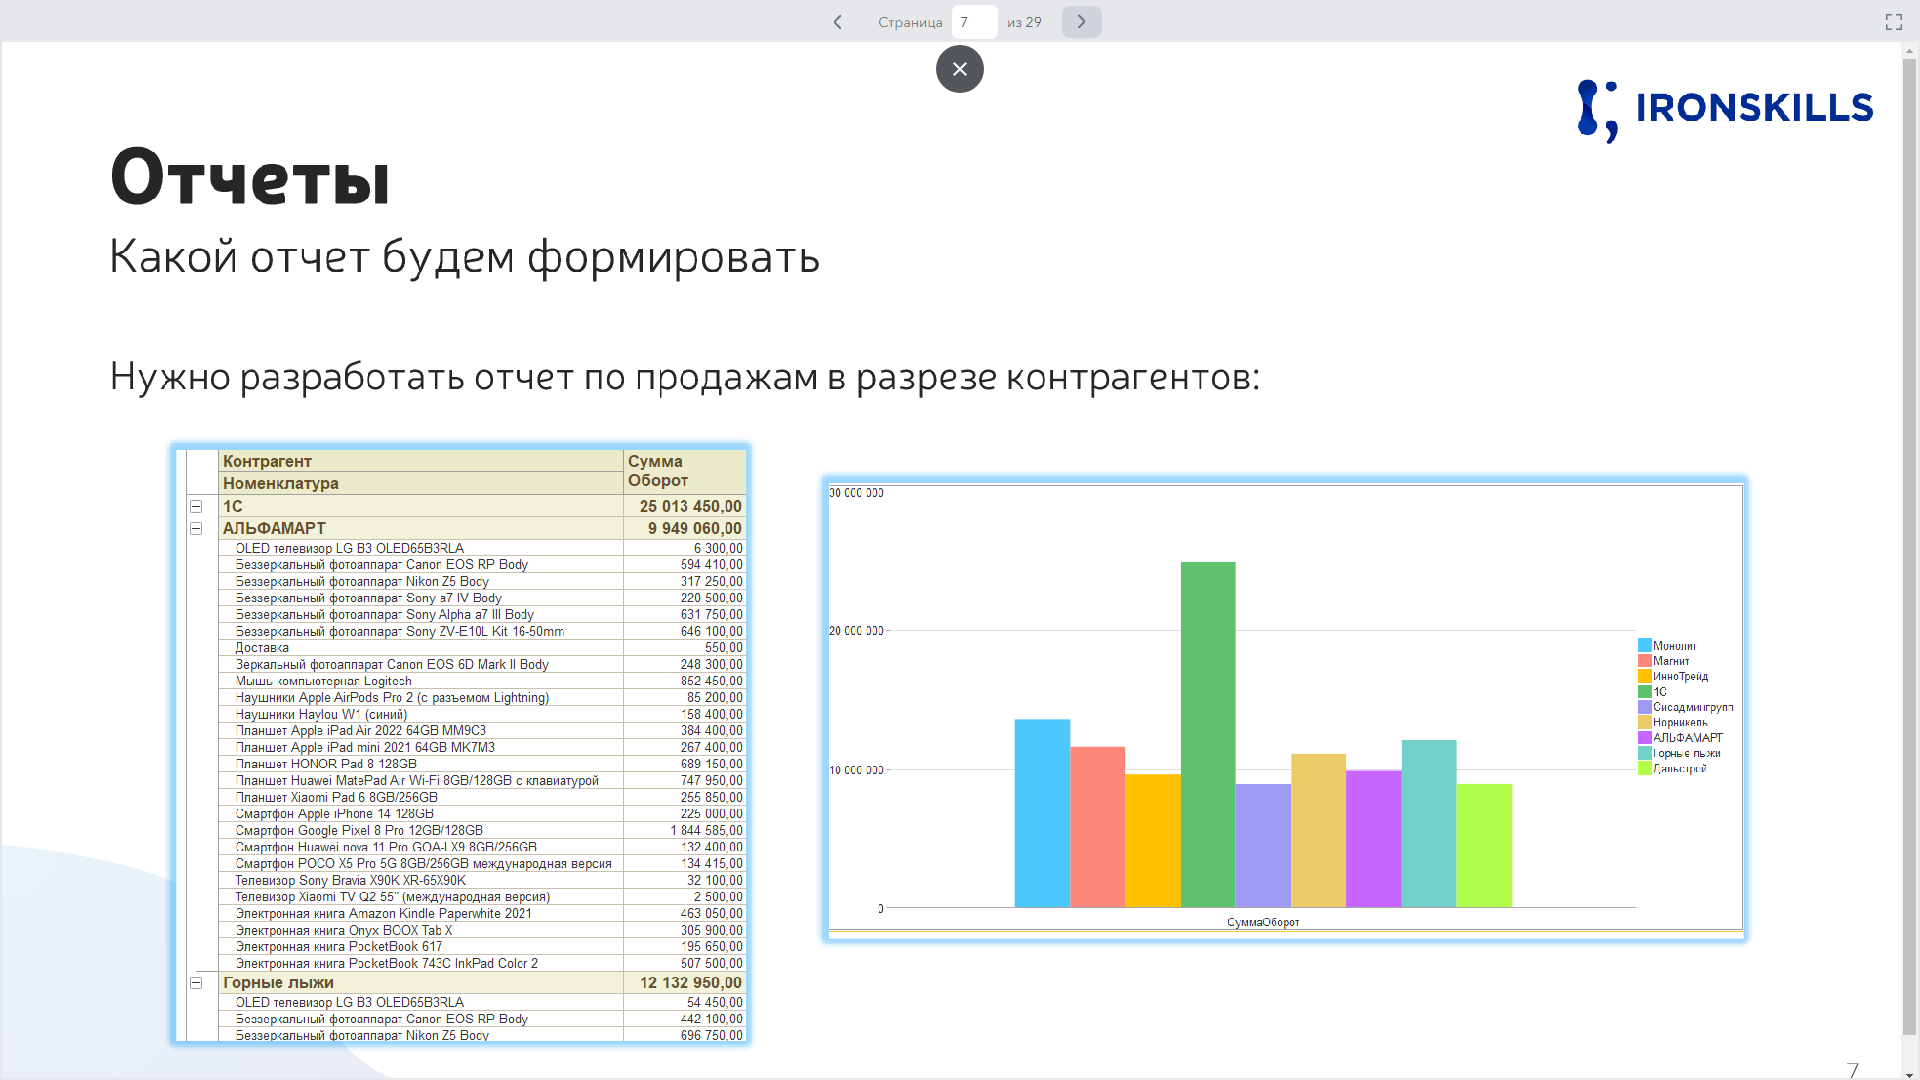 Страница 7 из 29
IRONSKILLS
Отчеты
Какой отчет будем формировать
Нужно разработать отчет по продажам в разрезе контрагентов:
Контрагент Сумма
Номенклатура Оборот
1С 25 013 450,00
АЛЬФАМАРТ 9 949 060,00
OLED телевизор LG B3 OLED65B3RLA 6 300,00
Беззеркальный фотоаппарат Canon EOS RP Body 594 410,00
Беззеркальный фотоаппарат Nikon Z5 Body 317 250,00
Беззеркальный фотоаппарат Sony a7 IV Body 220 500,00
Беззеркальный фотоаппарат Sony Alpha a7 III Body 631 750,00
Беззеркальный фотоаппарат Sony ZV-E10L Kit 16-50mm 646 100,00
Доставка 550,00
Зеркальный фотоаппарат Canon EOS 6D Mark II Body 248 300,00
Мышь компьютерная Logitech 852 450,00
Наушники Apple AirPods Pro 2 (с разъемом Lightning) 85 200,00
Наушники Haylou W1 (синий) 158 400,00
Планшет Apple iPad Air 2022 64GB MM9C3 384 400,00
Планшет Apple iPad mini 2021 64GB MK7M3 267 400,00
Планшет HONOR Pad 8 128GB 689 150,00
Планшет Huawei MatePad Air Wi-Fi 8GB/128GB с клавиатурой 747 950,00
Планшет Xiaomi Pad 6 8GB/256GB 255 850,00
Смартфон Apple iPhone 14 128GB 225 000,00
Смартфон Google Pixel 8 Pro 12GB/128GB 1 844 585,00
Смартфон Huawei nova 11 Pro GOA-LX9 8GB/256GB 132 400,00
Смартфон POCO X5 Pro 5G 8GB/256GB международная версия 134 415,00
Телевизор Sony Bravia X90K XR-65X90K 32 100,00
Телевизор Xiaomi TV Q2 55" (международная версия) 2 500,00
Электронная книга Amazon Kindle Paperwhite 2021 463 050,00
Электронная книга Onyx BOOX Tab X 305 900,00
Электронная книга PocketBook 617 195 650,00
Электронная книга PocketBook 743C InkPad Color 2 507 500,00
Горные лыжи 12 132 950,00
OLED телевизор LG B3 OLED65B3RLA 54 450,00
Беззеркальный фотоаппарат Canon EOS RP Body 442 100,00
Беззеркальный фотоаппарат Nikon Z5 Body 696 750,00
30 000 000
20 000 000
10 000 000
0
СуммаОборот
Монолит
Магнит
ИнноТрейд
1С
Сисадмингрупп
Норникель
АЛЬФАМАРТ
Горные лыжи
Дальстрой
7